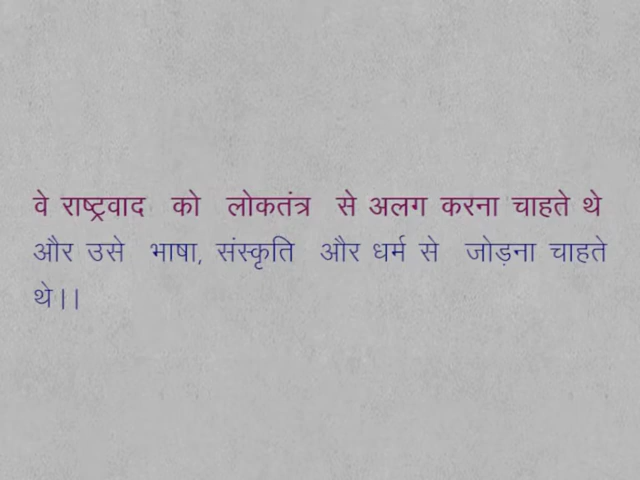 वे राष्ट्रवाद को लोकतंत्र से अलग करना चाहते थे
और उसे भाषा, संस्कृति और धर्म से जोड़ना चाहते
थे।।